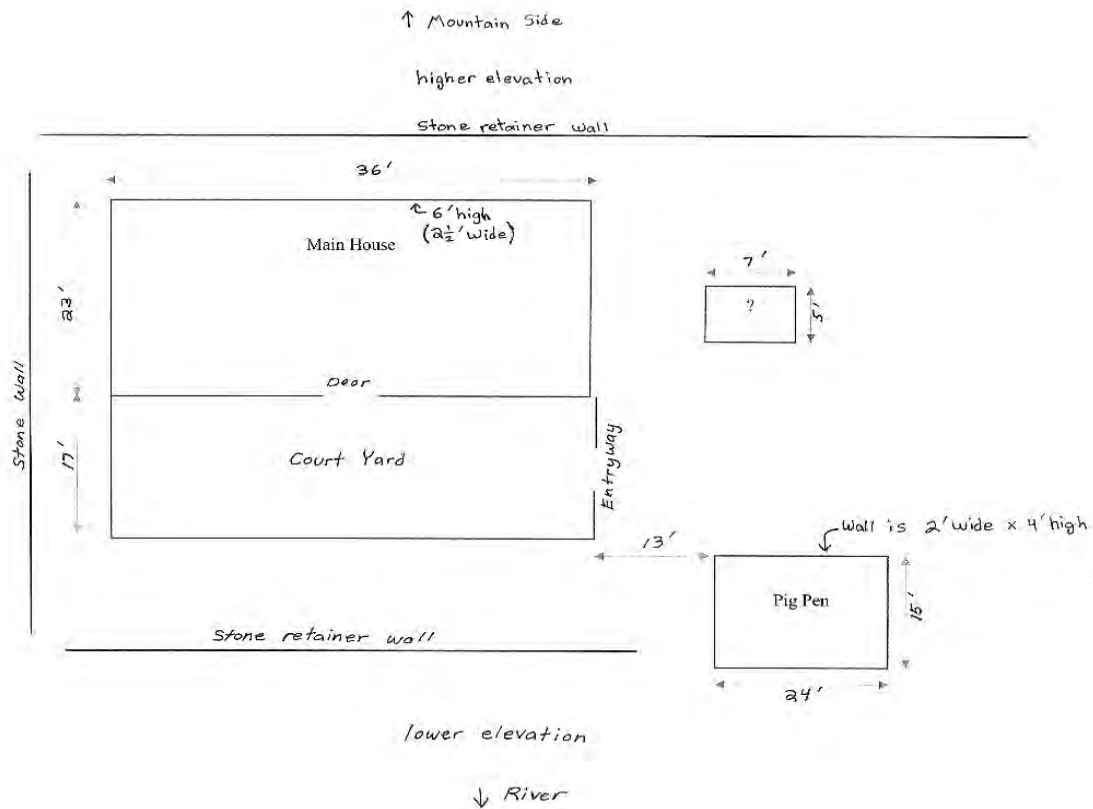 ↑ Mountain Side
higher elevation
Stone retainer wall
36'
↖ 6' high
(2½' wide)
Main House
23'
Stone Wall
7'
?
5'
Door
17'
Court Yard
Entryway
13'
Wall is 2' wide x 4' high
Pig Pen
15'
24'
Stone retainer wall
lower elevation
↓ River